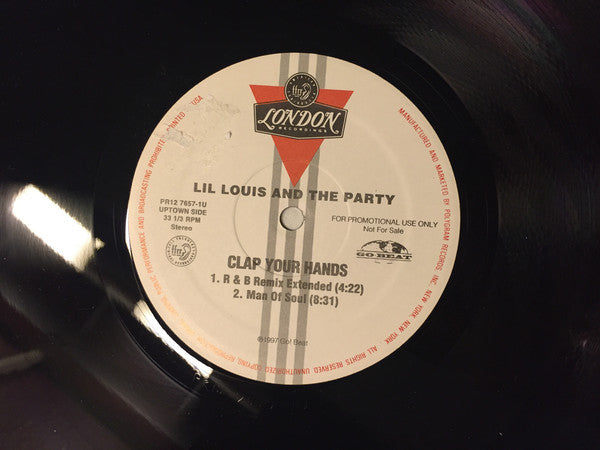 LONDON
RECORDINGS
LIL LOUIS AND THE PARTY
PR12 7657-1U
UPTOWN SIDE
33 1/3 RPM
Stereo
FOR PROMOTIONAL USE ONLY
Not For Sale
GO BEAT
CLAP YOUR HANDS
1. R & B Remix Extended (4:22)
2. Man Of Soul (8:31)
℗1997 Go! Beat
MANUFACTURED AND MARKETED BY POLYGRAM RECORDS INC. NEW YORK, NEW YORK. ALL RIGHTS RESERVED. UNAUTHORIZED COPYING, REPRODUCTION, PUBLIC PERFORMANCE AND BROADCASTING PROHIBITE PRINTED USA